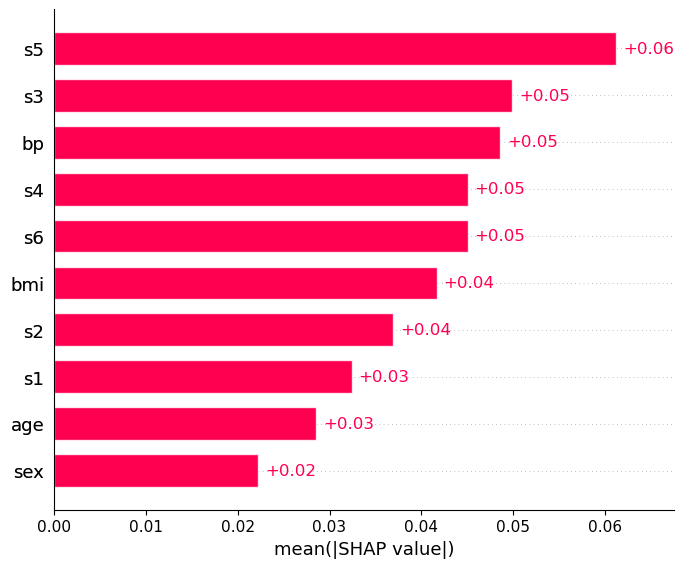 s5 +0.06
s3 +0.05
bp +0.05
s4 +0.05
s6 +0.05
bmi +0.04
s2 +0.04
s1 +0.03
age +0.03
sex +0.02
0.00 0.01 0.02 0.03 0.04 0.05 0.06
mean(|SHAP value|)